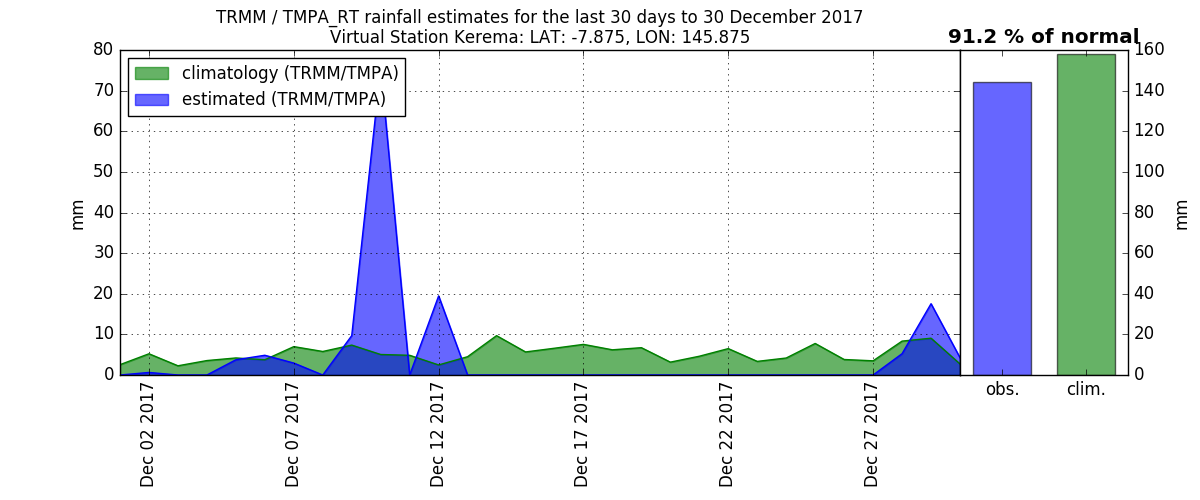 TRMM / TMPA_RT rainfall estimates for the last 30 days to 30 December 2017
Virtual Station Kerema: LAT: -7.875, LON: 145.875
91.2 % of normal
climatology (TRMM/TMPA)
estimated (TRMM/TMPA)
80
70
60
50
40
30
20
10
0
mm
Dec 02 2017
Dec 07 2017
Dec 12 2017
Dec 17 2017
Dec 22 2017
Dec 27 2017
160
140
120
100
80
60
40
20
0
mm
obs.
clim.